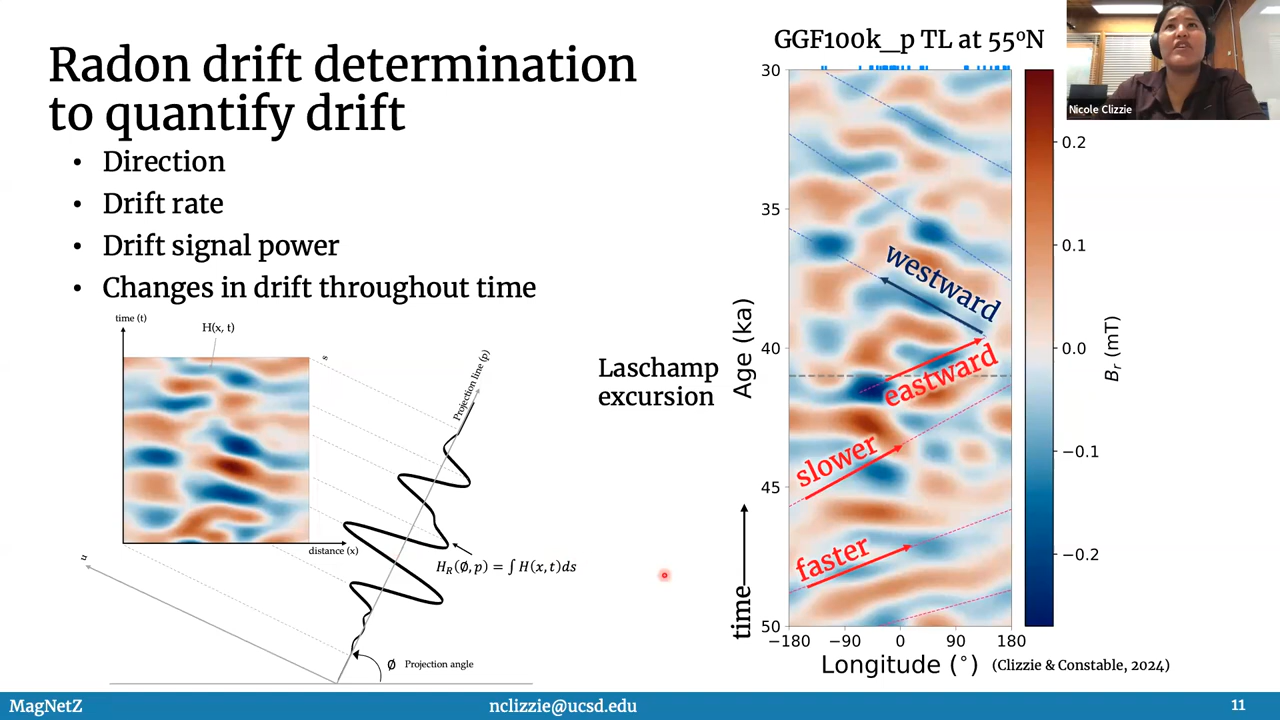 Radon drift determination
to quantify drift
• Direction
• Drift rate
• Drift signal power
• Changes in drift throughout time
time (t)
H(x, t)
s
Projection line (p)
distance (x)
u
H_R(∅, p) = ∫ H(x, t)ds
∅ Projection angle
GGF100k_p TL at 55ºN
30
35
40
45
50
Age (ka)
time
Laschamp
excursion
westward
eastward
slower
faster
−180 −90 0 90 180
Longitude (°)
0.2
0.1
0.0
−0.1
−0.2
B_r (mT)
(Clizzie & Constable, 2024)
Nicole Clizzie
MagNetZ
nclizzie@ucsd.edu
11